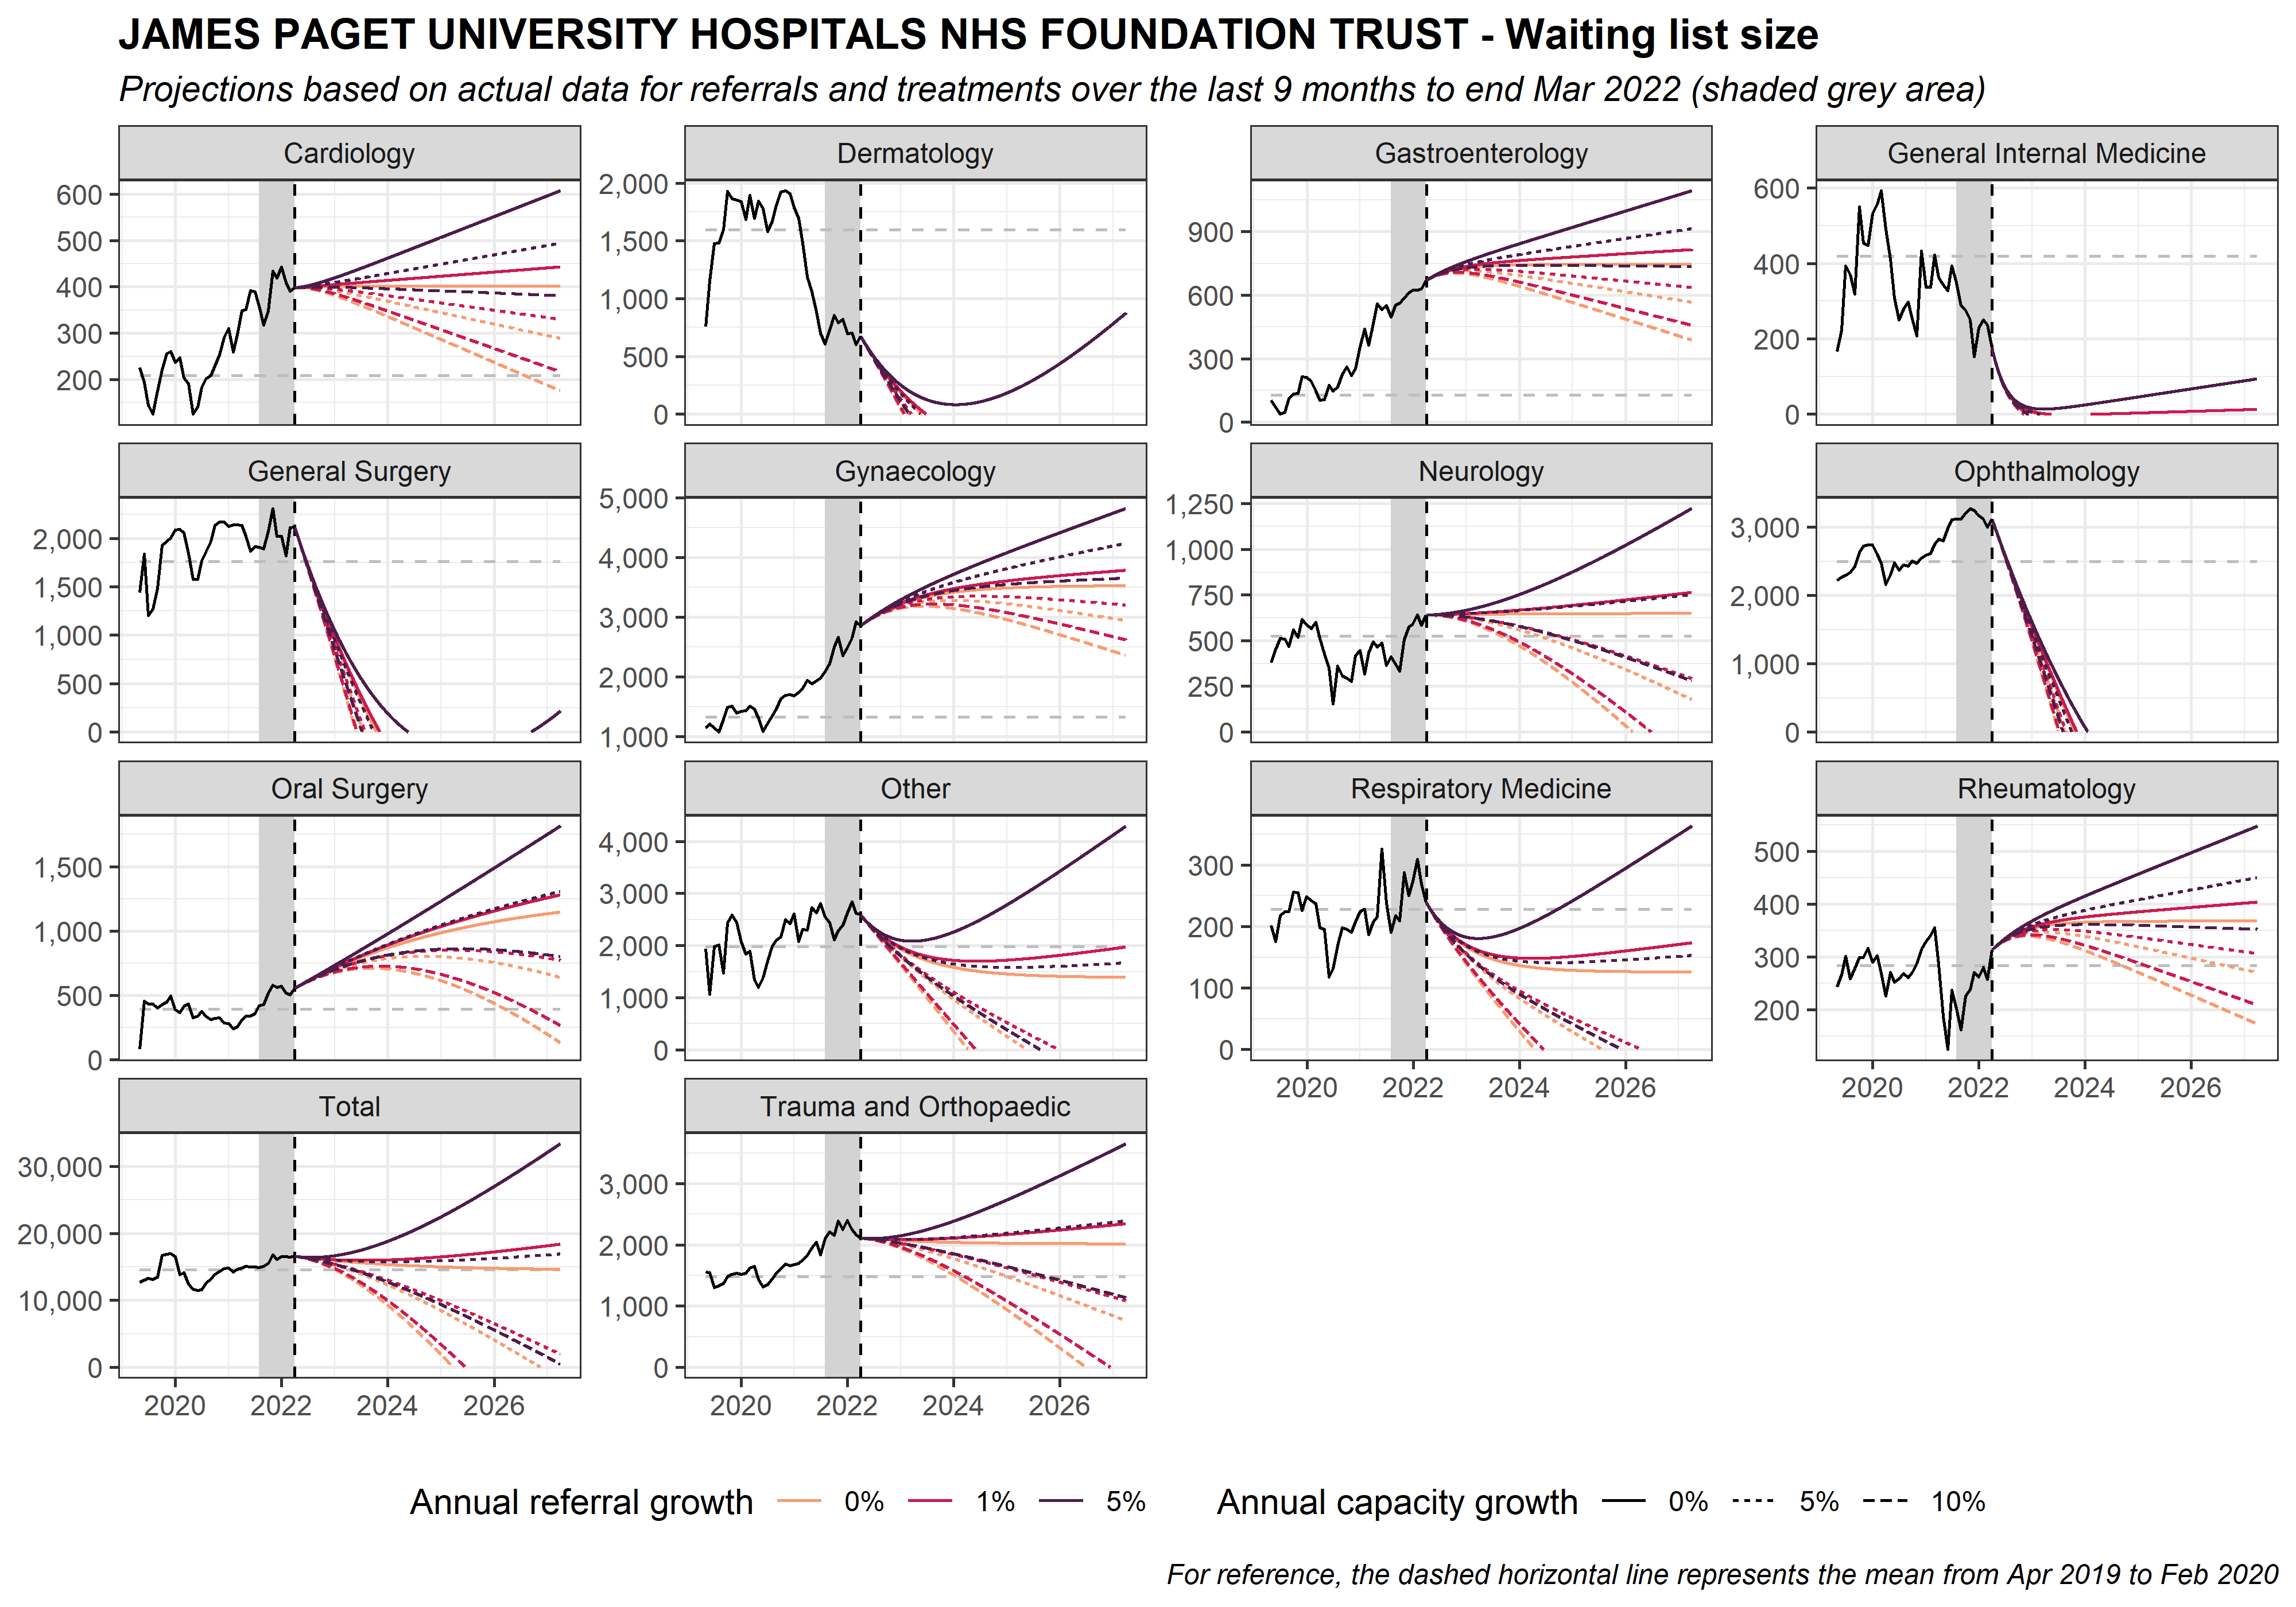 JAMES PAGET UNIVERSITY HOSPITALS NHS FOUNDATION TRUST - Waiting list size
Projections based on actual data for referrals and treatments over the last 9 months to end Mar 2022 (shaded grey area)
Cardiology
600
500
400
300
200
Dermatology
2,000
1,500
1,000
500
0
Gastroenterology
900
600
300
0
General Internal Medicine
600
400
200
0
General Surgery
2,000
1,500
1,000
500
0
Gynaecology
5,000
4,000
3,000
2,000
1,000
Neurology
1,250
1,000
750
500
250
0
Ophthalmology
3,000
2,000
1,000
0
Oral Surgery
1,500
1,000
500
0
Other
4,000
3,000
2,000
1,000
0
Respiratory Medicine
300
200
100
0
2020 2022 2024 2026
Rheumatology
500
400
300
200
2020 2022 2024 2026
Total
30,000
20,000
10,000
0
2020 2022 2024 2026
Trauma and Orthopaedic
3,000
2,000
1,000
0
2020 2022 2024 2026
Annual referral growth 0% 1% 5% Annual capacity growth 0% 5% 10%
For reference, the dashed horizontal line represents the mean from Apr 2019 to Feb 2020